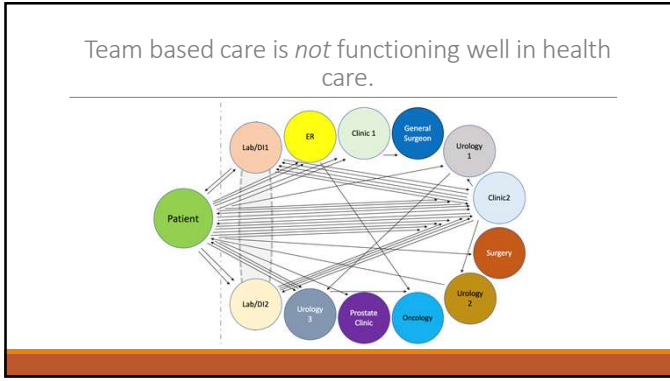 Team based care is not functioning well in health
care.
Lab/DI1
ER
Clinic 1
General
Surgeon
Urology
1
Clinic2
Patient
Surgery
Urology
2
Lab/DI2
Urology
3
Prostate
Clinic
Oncology